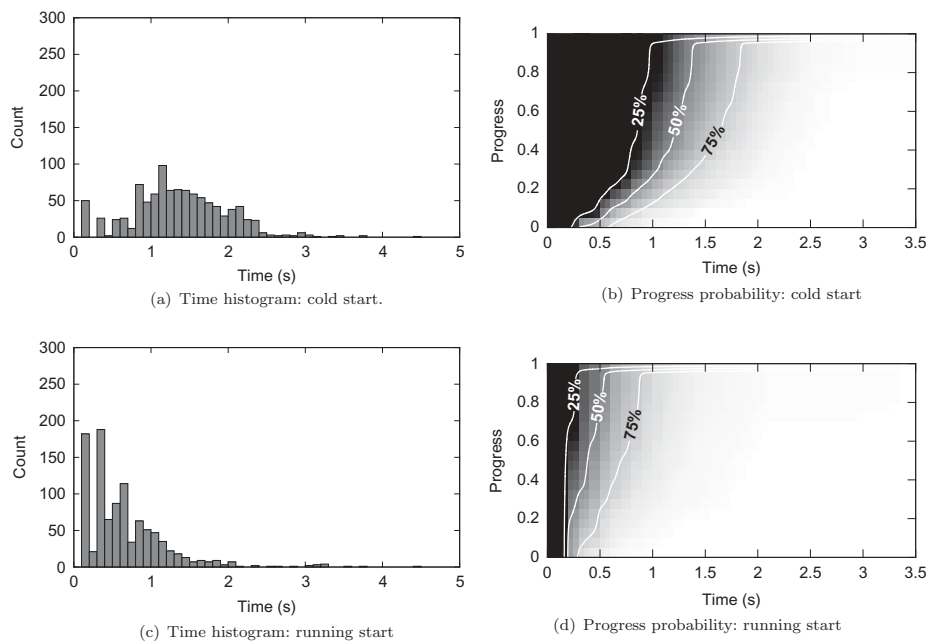 300
250
200
150
100
50
0
Count
0 1 2 3 4 5
Time (s)
(a) Time histogram: cold start.
1
0.8
0.6
0.4
0.2
0
Progress
25%
50%
75%
0 0.5 1 1.5 2 2.5 3 3.5
Time (s)
(b) Progress probability: cold start
300
250
200
150
100
50
0
Count
0 1 2 3 4 5
Time (s)
(c) Time histogram: running start
1
0.8
0.6
0.4
0.2
0
Progress
25%
50%
75%
0 0.5 1 1.5 2 2.5 3 3.5
Time (s)
(d) Progress probability: running start